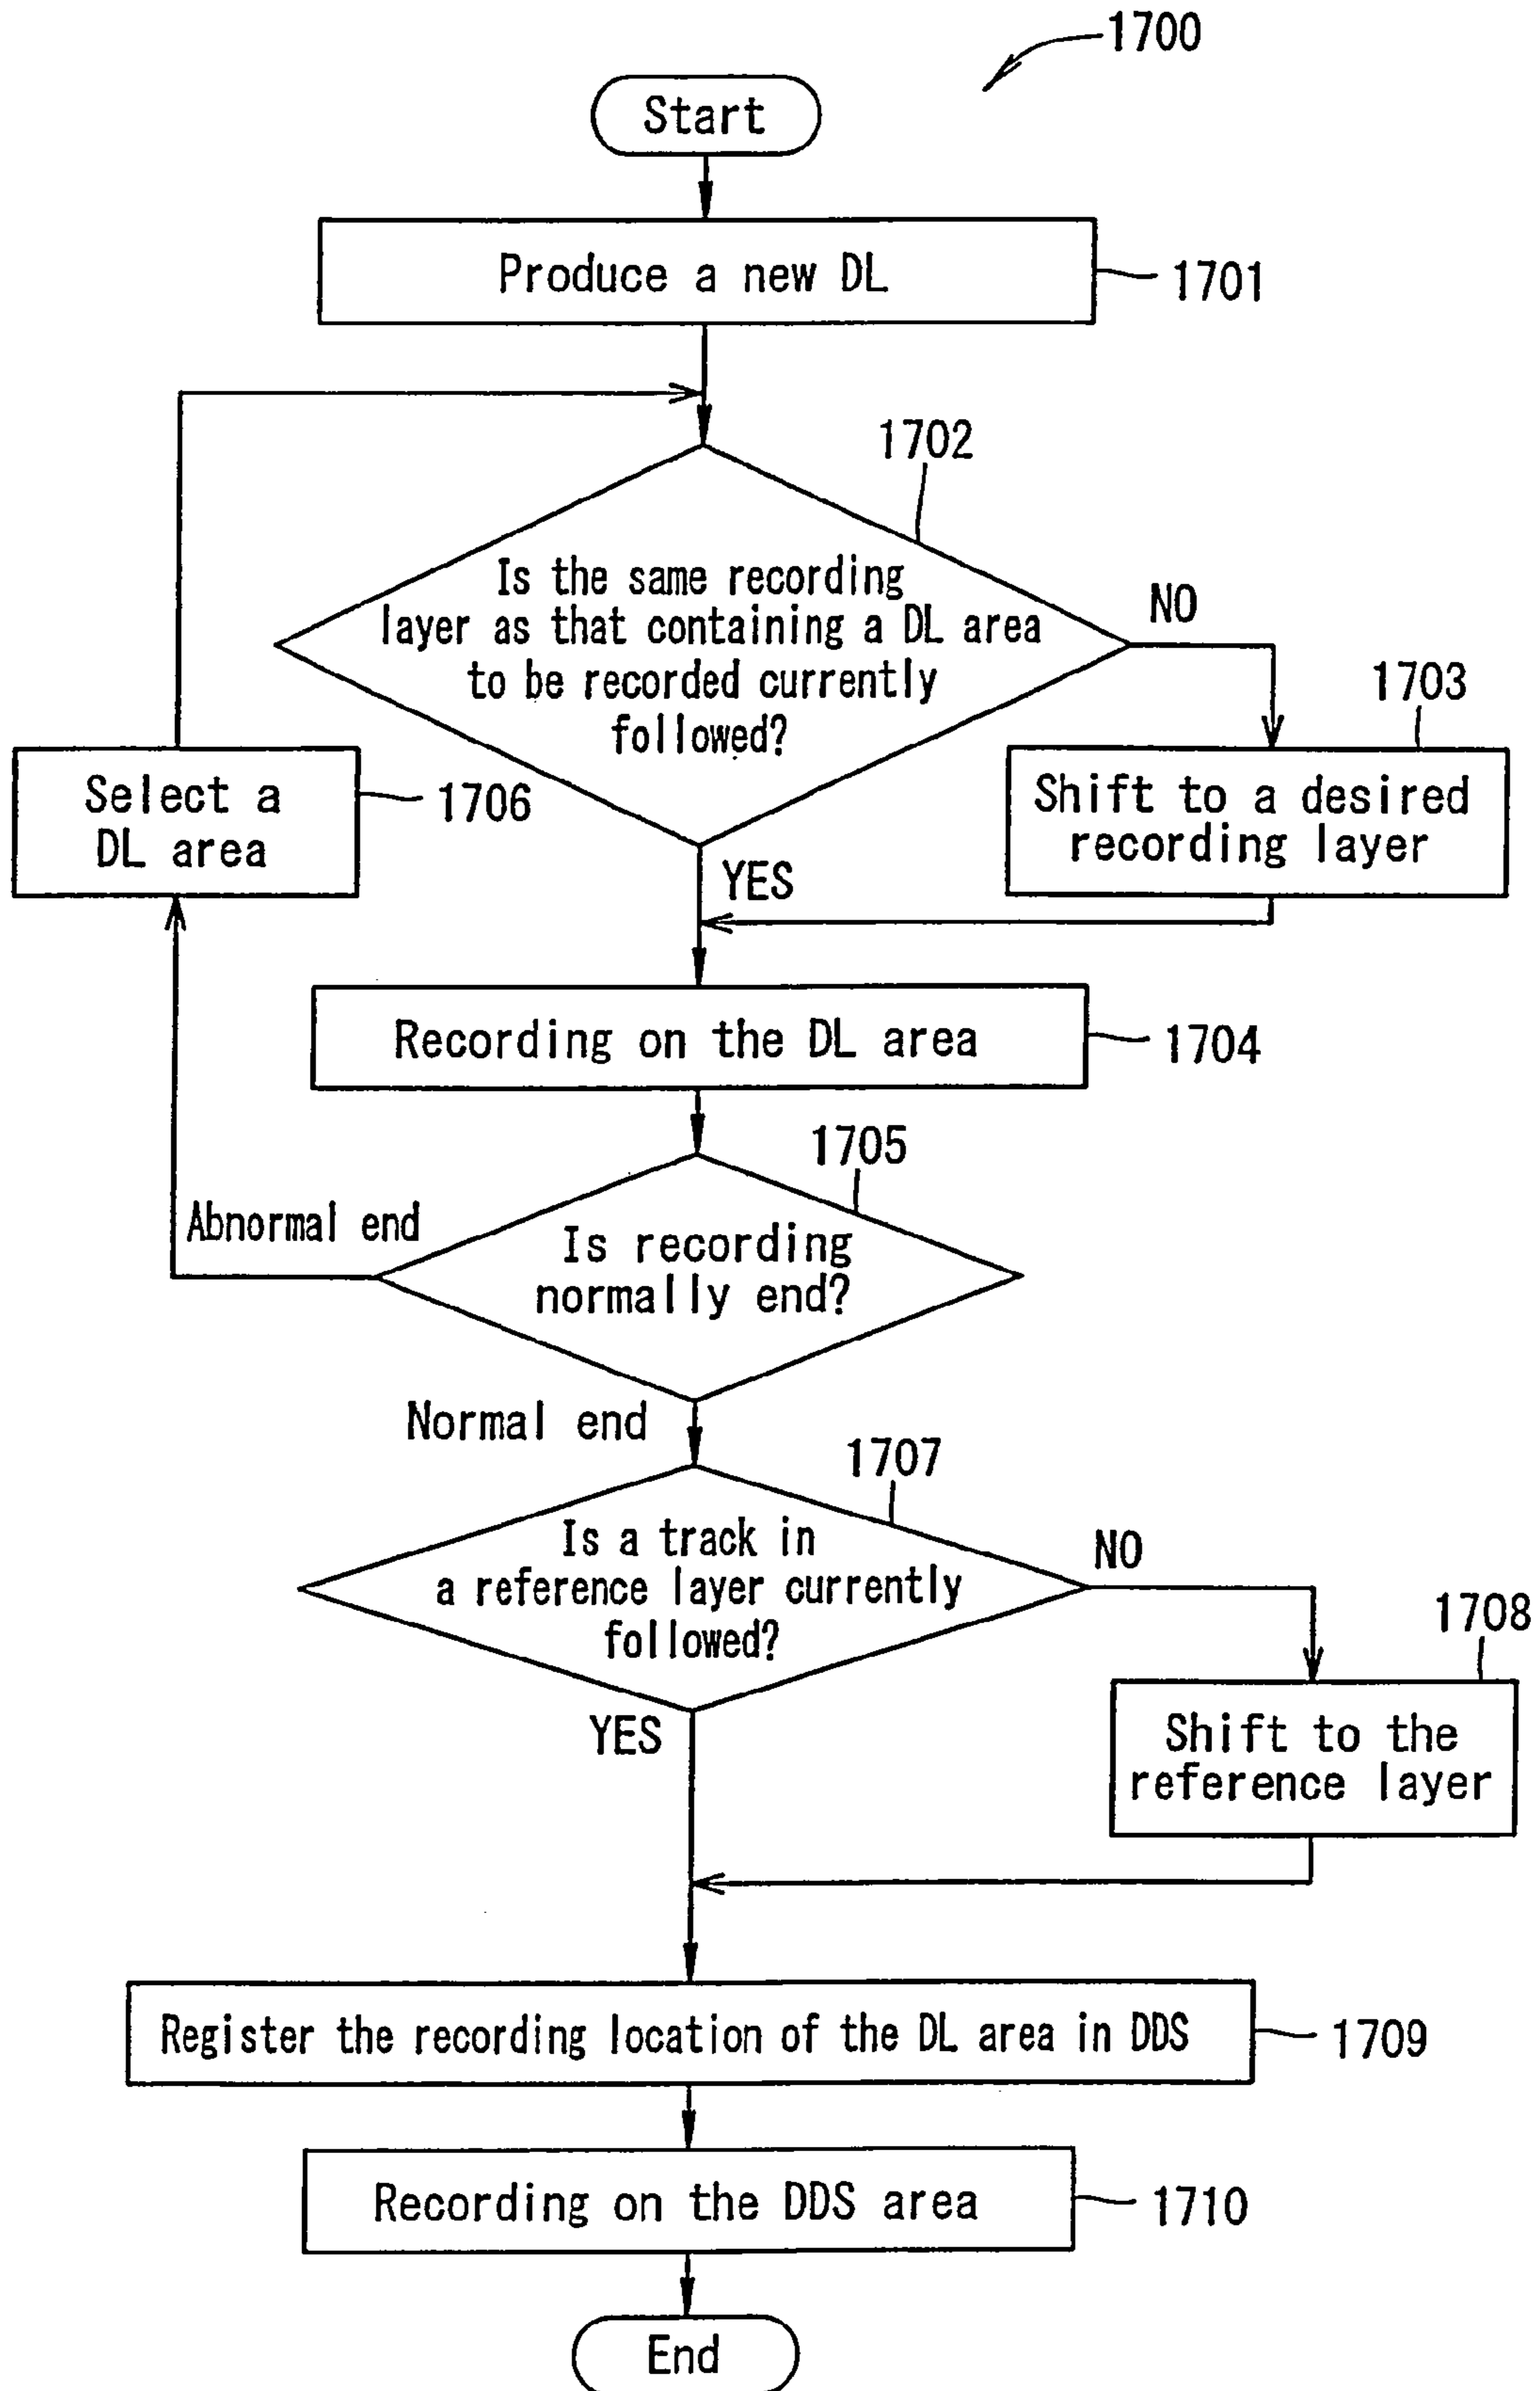 1700
Start
Produce a new DL
1701
1702
Is the same recording
layer as that containing a DL area
to be recorded currently
followed?
NO
1703
Shift to a desired
recording layer
Select a
DL area
1706
YES
Recording on the DL area
1704
1705
Abnormal end
Is recording
normally end?
Normal end
1707
Is a track in
a reference layer currently
followed?
NO
1708
Shift to the
reference layer
YES
Register the recording location of the DL area in DDS
1709
Recording on the DDS area
1710
End